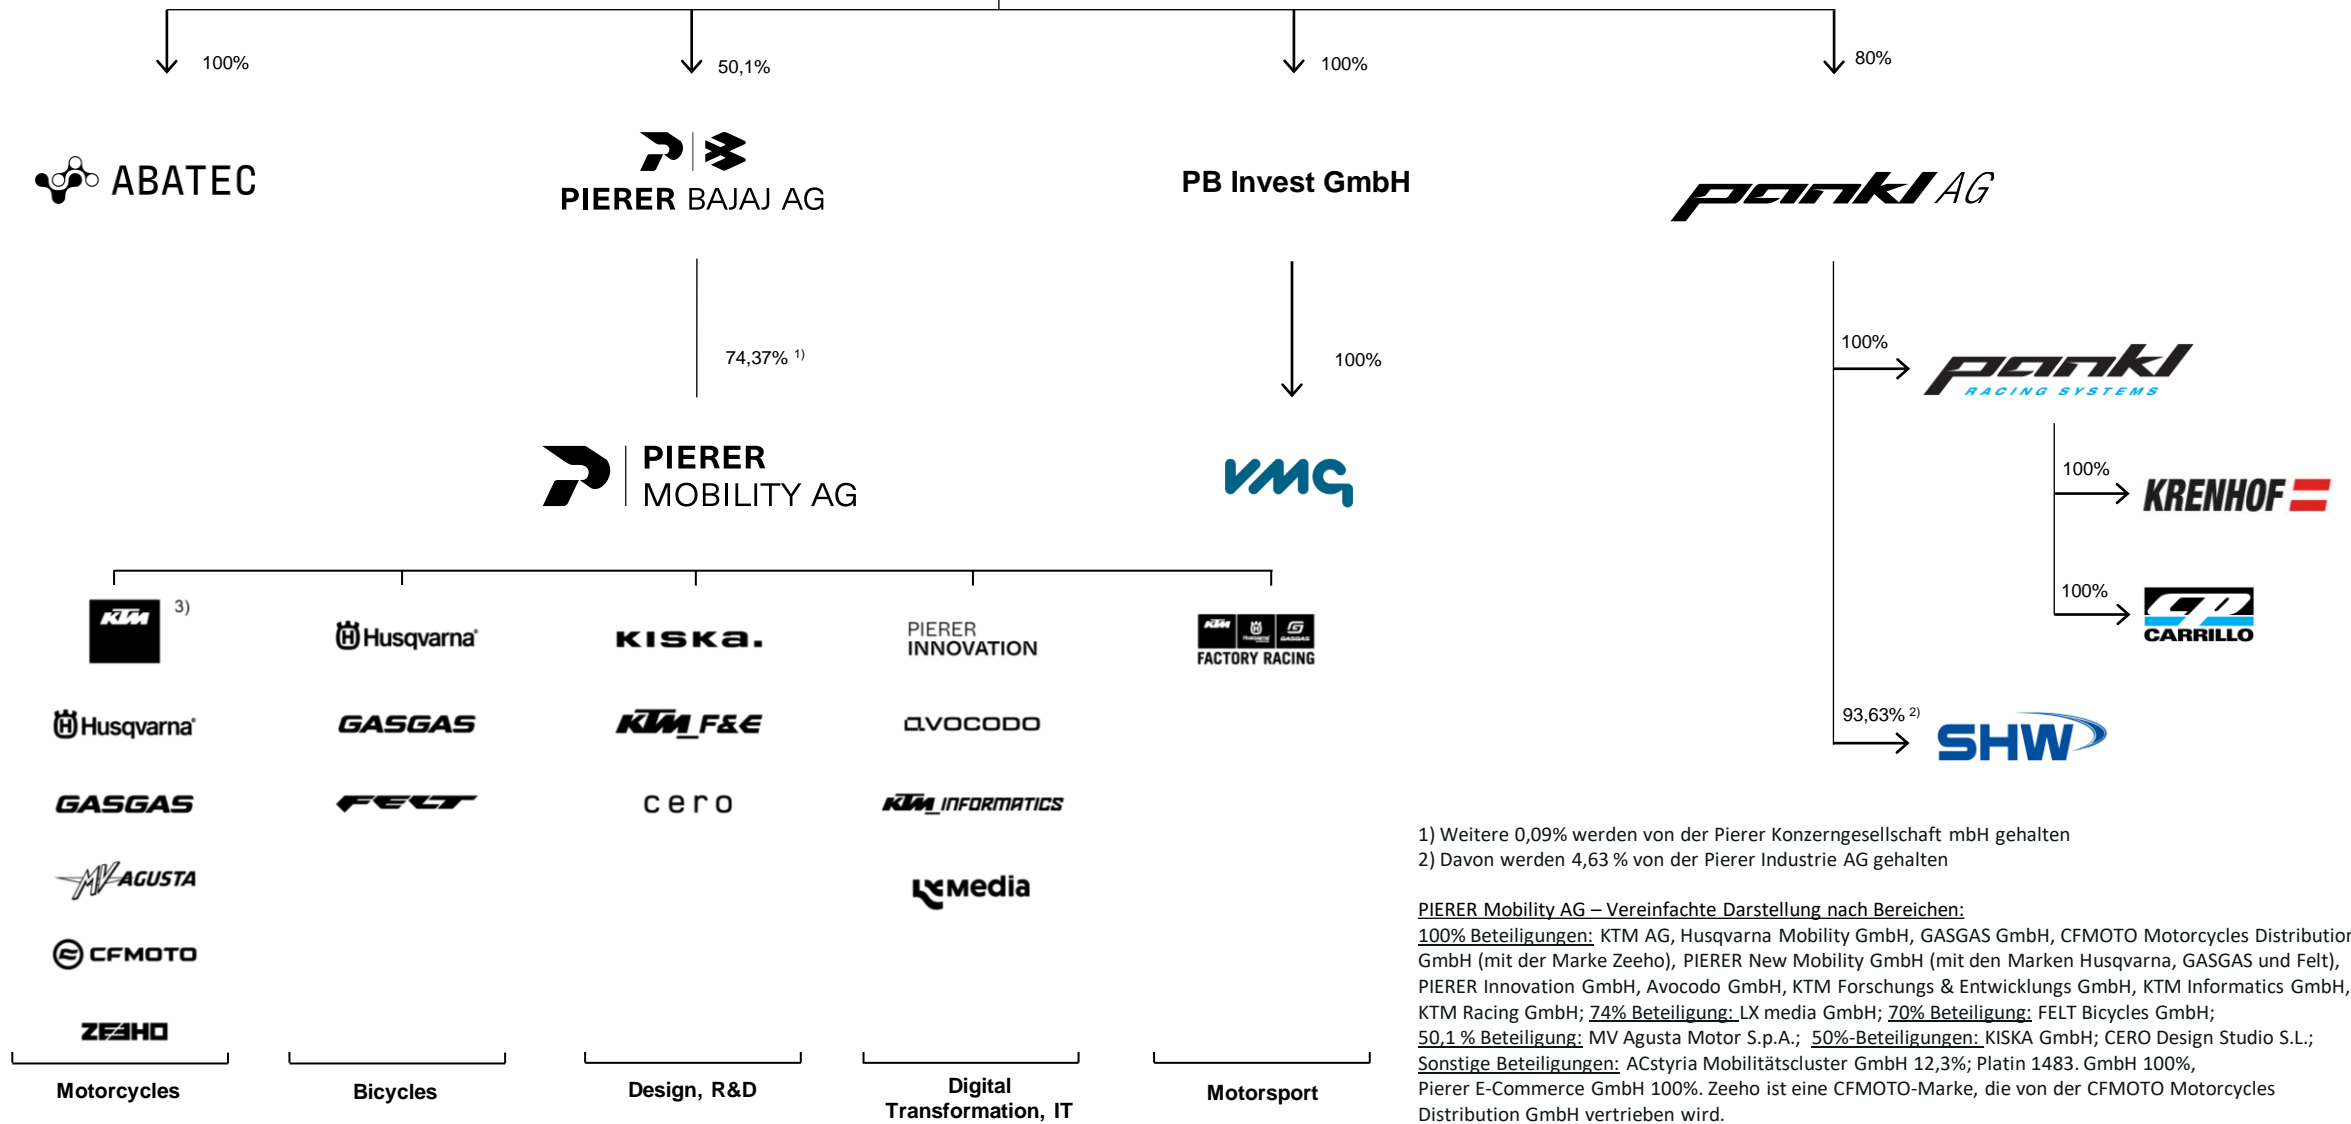 100%
50,1%
100%
80%
ABATEC
PIERER BAJAJ AG
PB Invest GmbH
pankl AG
74,37% 1)
100%
100%
pankl
RACING SYSTEMS
PIERER
MOBILITY AG
VMG
100%
KRENHOF
100%
CP
CARRILLO
93,63% 2)
SHW
KTM
3)
Husqvarna
GASGAS
MV AGUSTA
CFMOTO
ZEEHO
Motorcycles
Husqvarna
GASGAS
FELT
Bicycles
KISKA.
KTM_F&E
cero
Design, R&D
PIERER
INNOVATION
AVOCODO
KTM_INFORMATICS
LX Media
Digital
Transformation, IT
KTM Husqvarna GASGAS
FACTORY RACING
Motorsport
1) Weitere 0,09% werden von der Pierer Konzerngesellschaft mbH gehalten
2) Davon werden 4,63 % von der Pierer Industrie AG gehalten
PIERER Mobility AG – Vereinfachte Darstellung nach Bereichen:
100% Beteiligungen: KTM AG, Husqvarna Mobility GmbH, GASGAS GmbH, CFMOTO Motorcycles Distribution
GmbH (mit der Marke Zeeho), PIERER New Mobility GmbH (mit den Marken Husqvarna, GASGAS und Felt),
PIERER Innovation GmbH, Avocodo GmbH, KTM Forschungs & Entwicklungs GmbH, KTM Informatics GmbH,
KTM Racing GmbH; 74% Beteiligung: LX media GmbH; 70% Beteiligung: FELT Bicycles GmbH;
50,1 % Beteiligung: MV Agusta Motor S.p.A.; 50%-Beteiligungen: KISKA GmbH; CERO Design Studio S.L.;
Sonstige Beteiligungen: ACstyria Mobilitätscluster GmbH 12,3%; Platin 1483. GmbH 100%,
Pierer E-Commerce GmbH 100%. Zeeho ist eine CFMOTO-Marke, die von der CFMOTO Motorcycles
Distribution GmbH vertrieben wird.